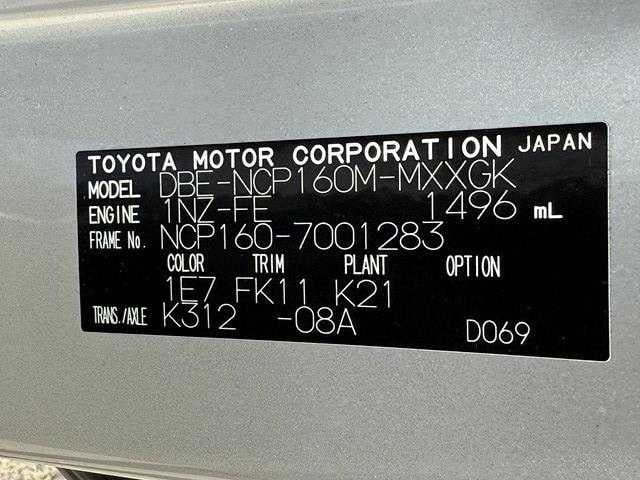 TOYOTA MOTOR CORPORATION JAPAN
MODEL DBE-NCP160M-MXXGK
ENGINE 1NZ-FE 1496 mL
FRAME No. NCP160-7001283
COLOR TRIM PLANT OPTION
1E7 FK11 K21
TRANS./AXLE K312 -08A D069